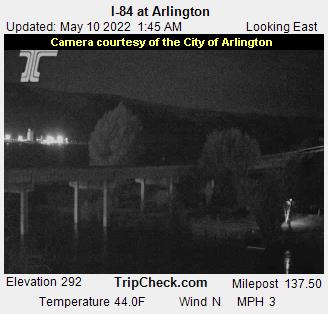 I-84 at Arlington
Updated: May 10 2022 1:45 AM Looking East
Camera courtesy of the City of Arlington
Elevation 292 TripCheck.com Milepost 137.50
Temperature 44.0F Wind N MPH 3